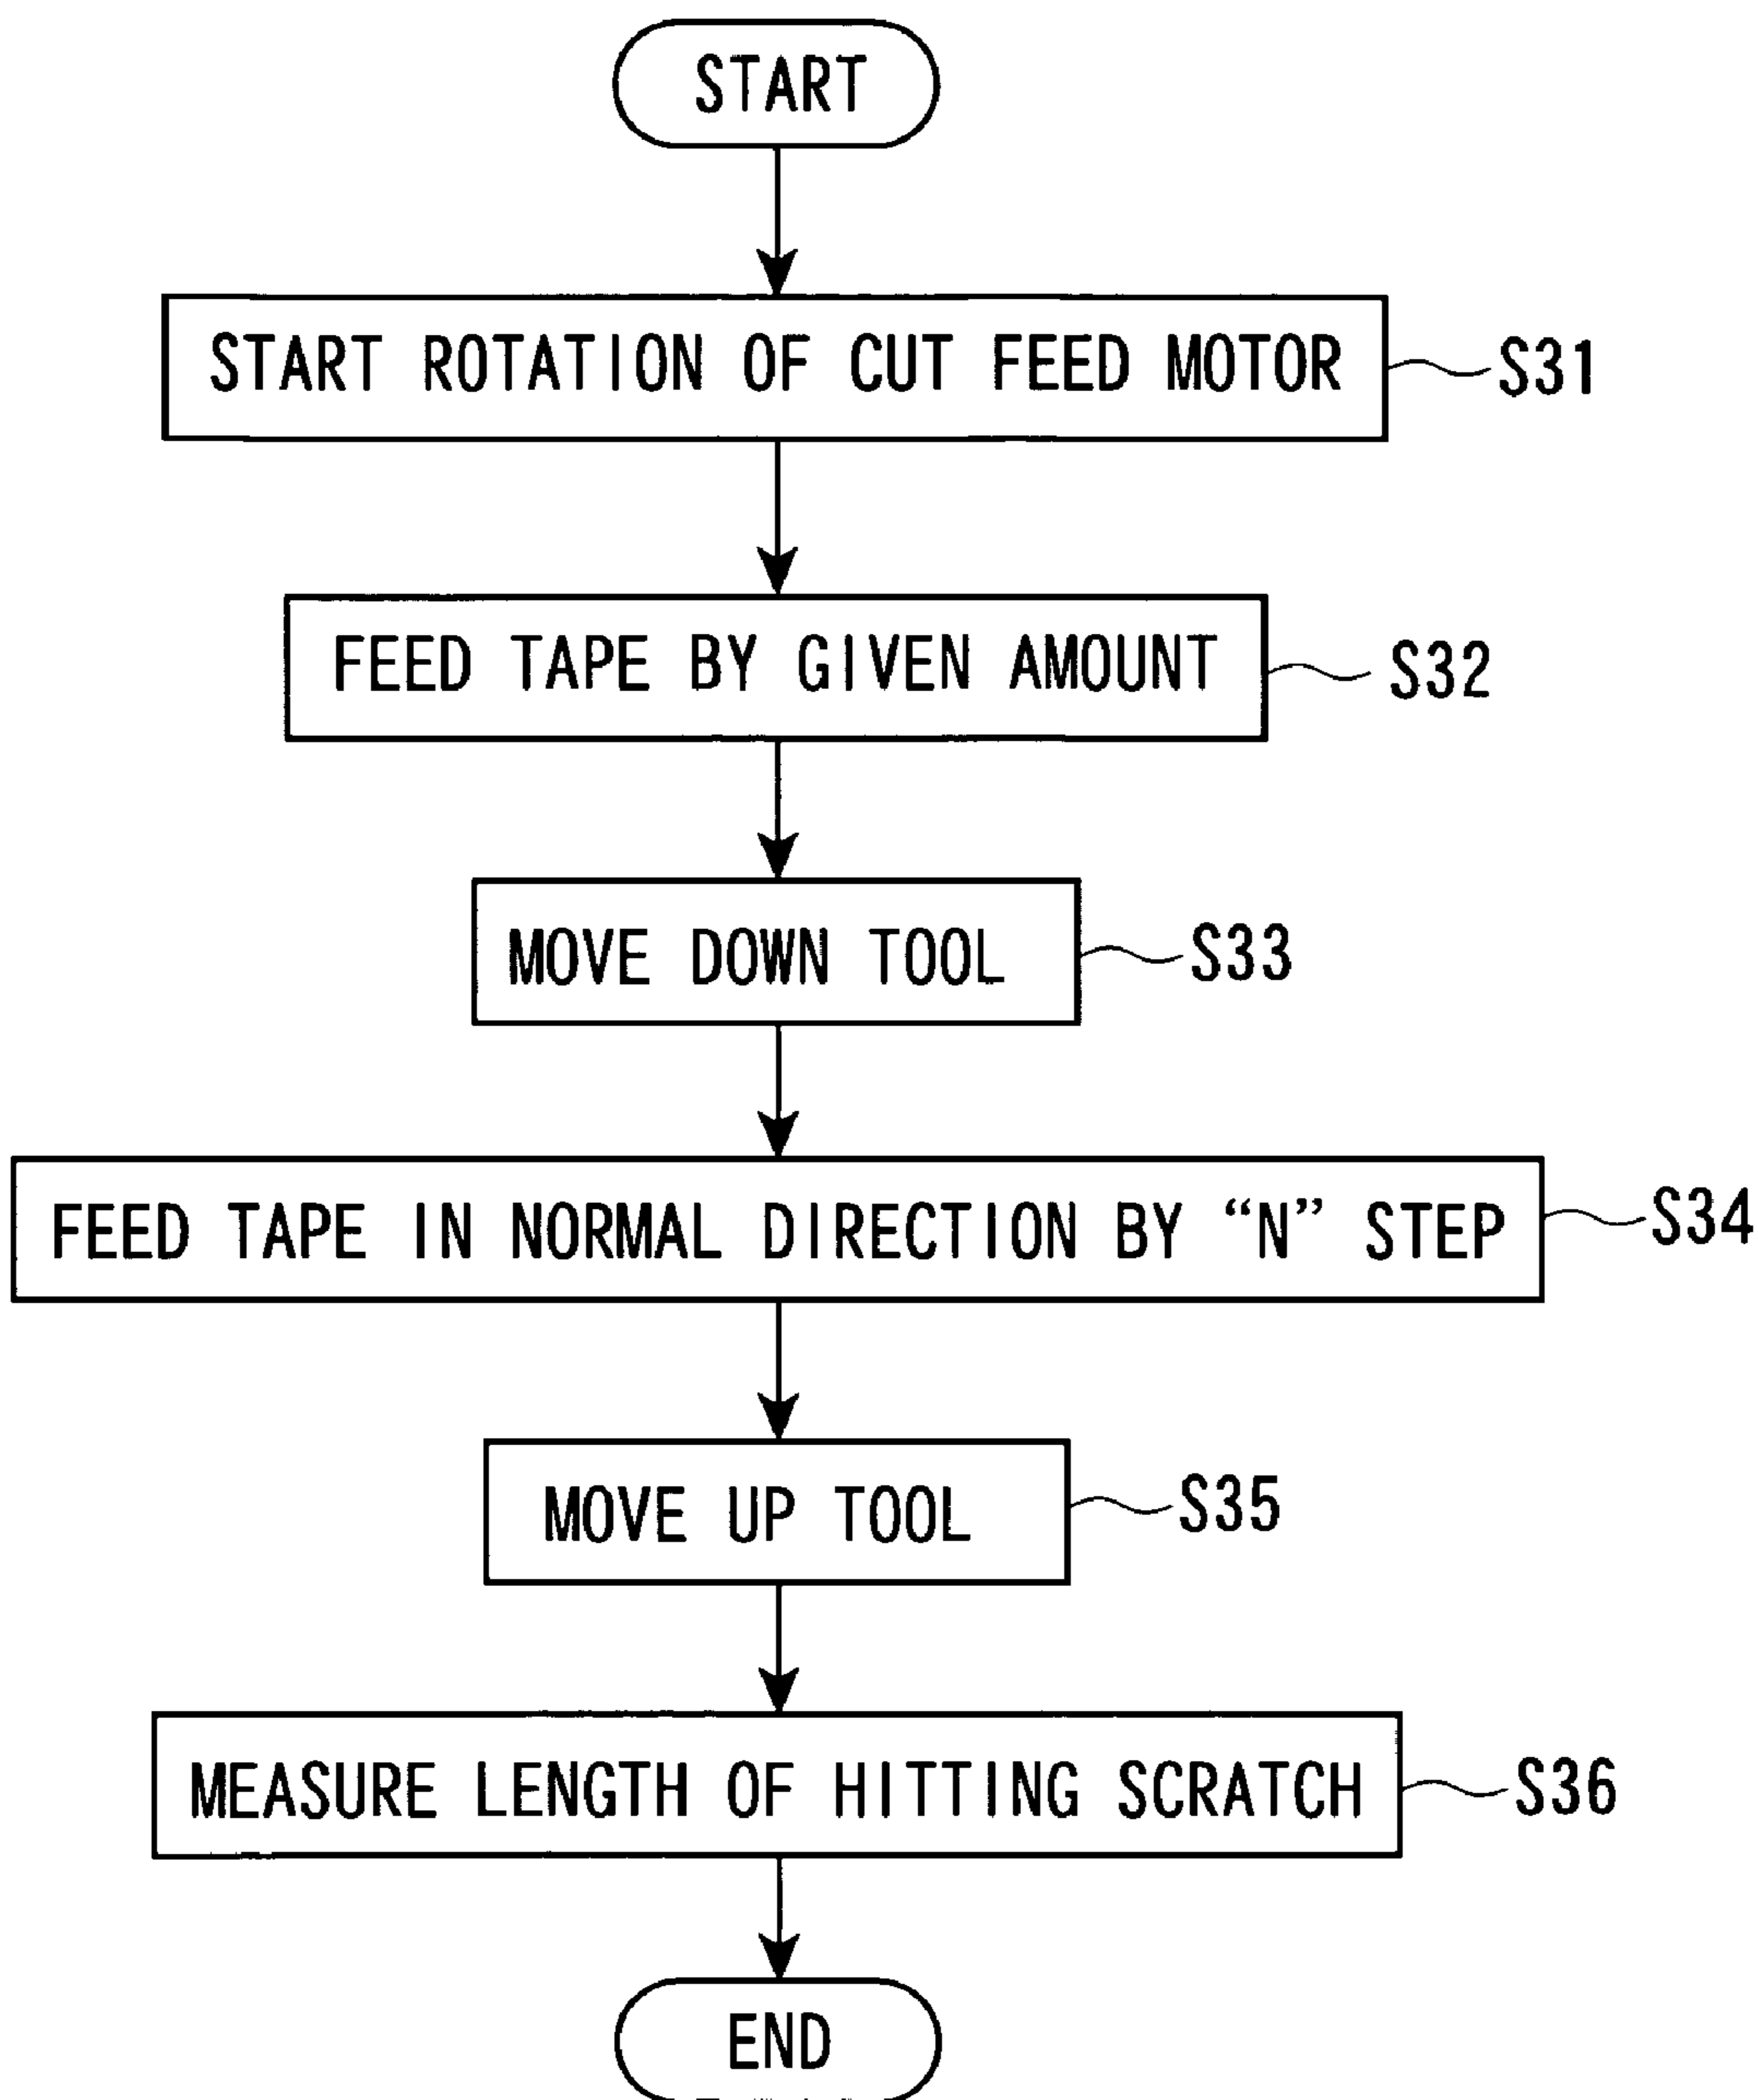 START
START ROTATION OF CUT FEED MOTOR
S31
FEED TAPE BY GIVEN AMOUNT
S32
MOVE DOWN TOOL
S33
FEED TAPE IN NORMAL DIRECTION BY “N” STEP
S34
MOVE UP TOOL
S35
MEASURE LENGTH OF HITTING SCRATCH
S36
END